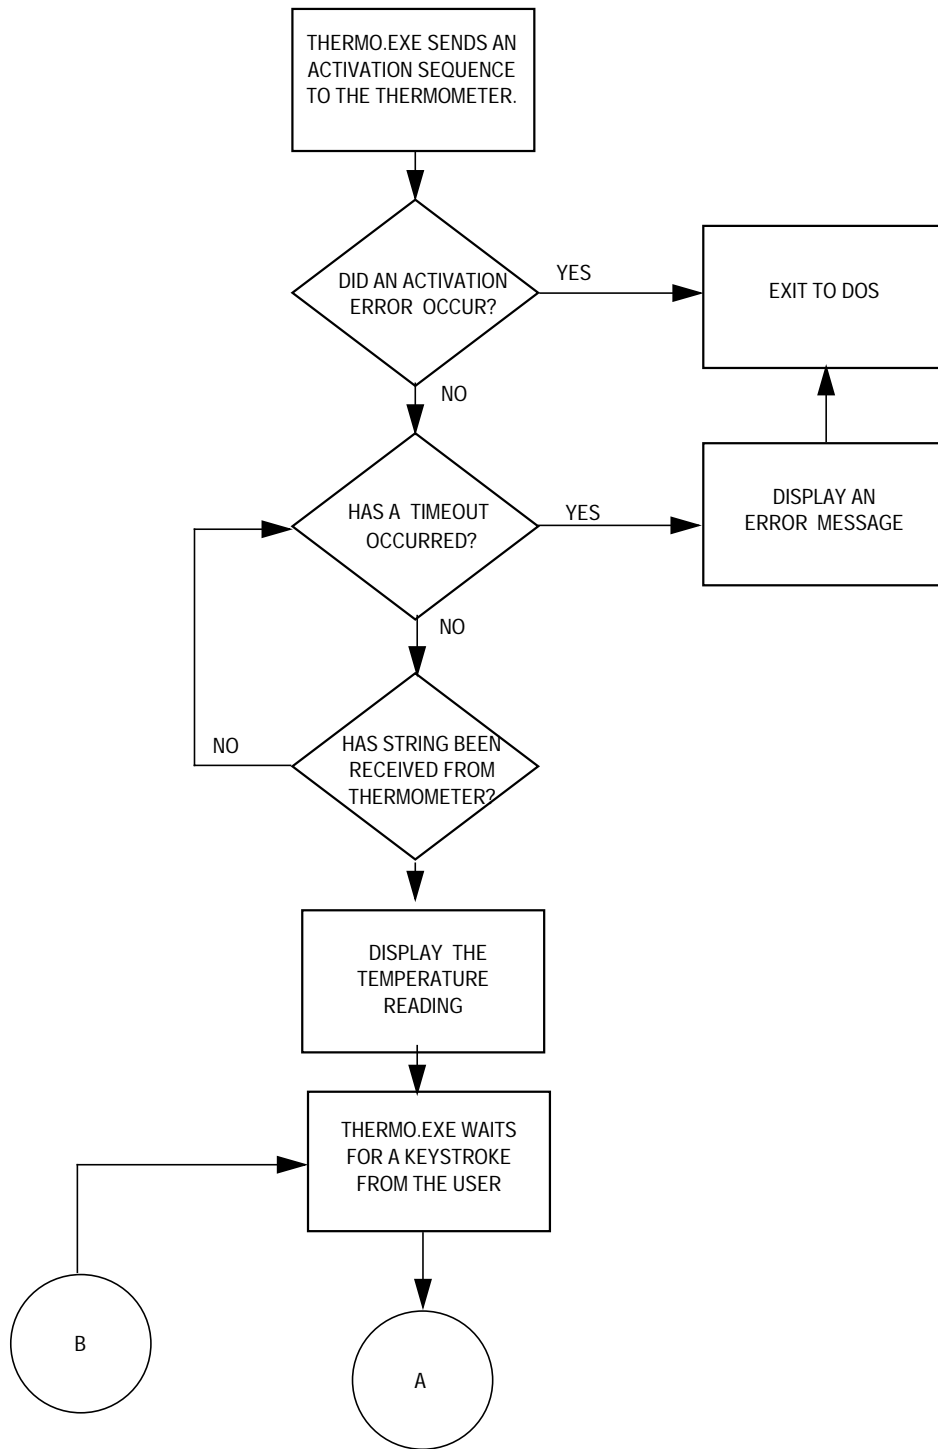 THERMO.EXE SENDS AN
ACTIVATION SEQUENCE
TO THE THERMOMETER.
DID AN ACTIVATION
ERROR OCCUR?
YES
EXIT TO DOS
NO
HAS A TIMEOUT
OCCURRED?
YES
DISPLAY AN
ERROR MESSAGE
NO
HAS STRING BEEN
RECEIVED FROM
THERMOMETER?
NO
DISPLAY THE
TEMPERATURE
READING
THERMO.EXE WAITS
FOR A KEYSTROKE
FROM THE USER
B
A